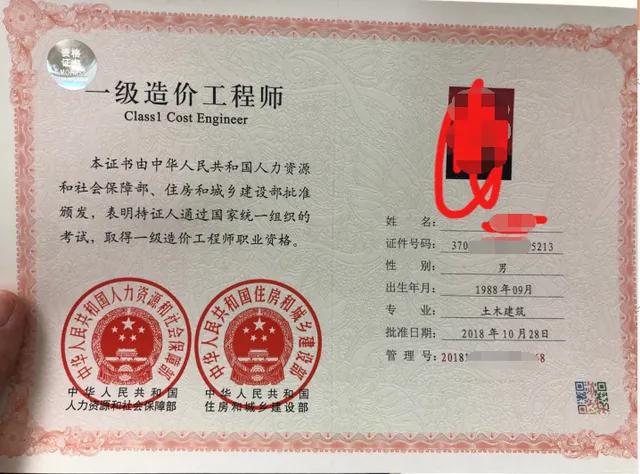 资格
证书
一级造价工程师
Class1 Cost Engineer
本证书由中华人民共和国人力资源
和社会保障部、住房和城乡建设部批准
颁发，表明持证人通过国家统一组织的
考试，取得一级造价工程师职业资格。
中华人民共和国人力资源和社会保障部
中华人民共和国住房和城乡建设部
中华人民共和国
人力资源和社会保障部
中华人民共和国
住房和城乡建设部
姓 名：
证件号码：370 5213
性 别：男
出生年月：1988年09月
专 业：土木建筑
批准日期：2018年10月28日
管 理 号：20181 68